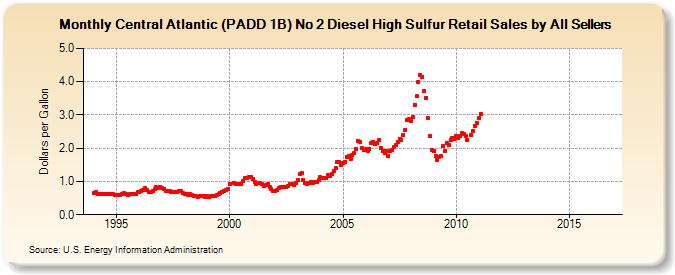 Monthly Central Atlantic (PADD 1B) No 2 Diesel High Sulfur Retail Sales by All Sellers
Dollars per Gallon
5.0
4.0
3.0
2.0
1.0
0.0
1995 2000 2005 2010 2015
Source: U.S. Energy Information Administration